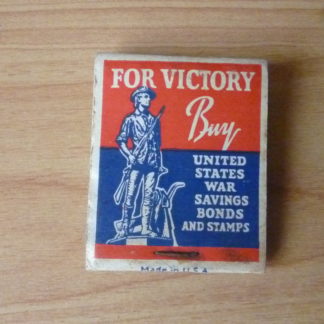 FOR VICTORY
Buy
UNITED
STATES
WAR
SAVINGS
BONDS
AND STAMPS
Made in U.S.A.